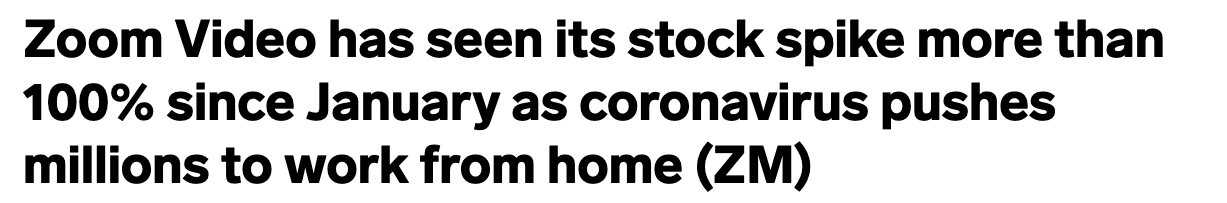 Zoom Video has seen its stock spike more than
100% since January as coronavirus pushes
millions to work from home (ZM)